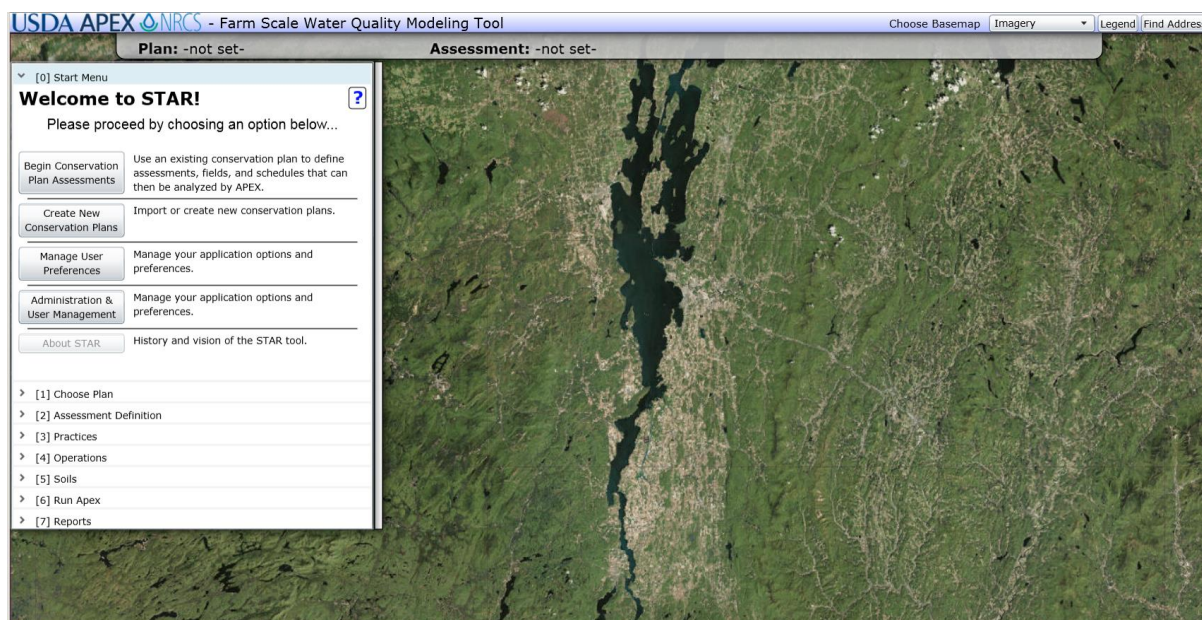 USDA APEX NRCS - Farm Scale Water Quality Modeling Tool
Choose Basemap Imagery Legend Find Address
Plan: -not set- Assessment: -not set-
[0] Start Menu
Welcome to STAR!
?
Please proceed by choosing an option below...
Begin Conservation
Plan Assessments
Use an existing conservation plan to define
assessments, fields, and schedules that can
then be analyzed by APEX.
Create New
Conservation Plans
Import or create new conservation plans.
Manage User
Preferences
Manage your application options and
preferences.
Administration &
User Management
Manage your application options and
preferences.
About STAR
History and vision of the STAR tool.
[1] Choose Plan
[2] Assessment Definition
[3] Practices
[4] Operations
[5] Soils
[6] Run Apex
[7] Reports